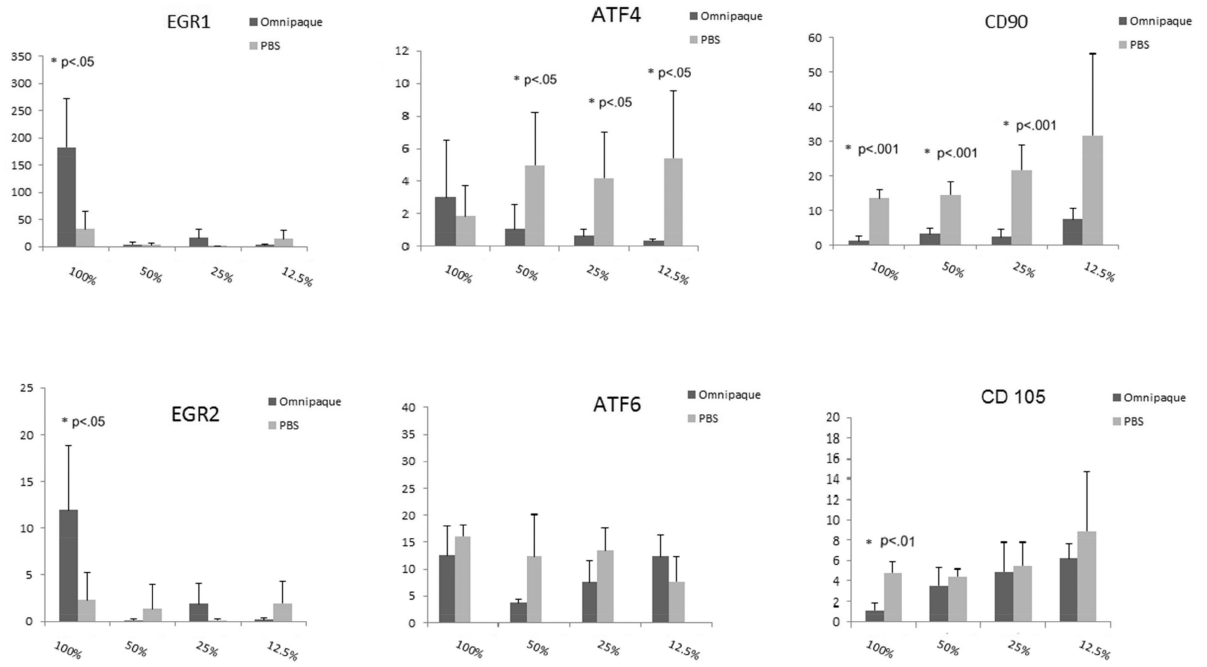 EGR1
Omnipaque
PBS
* p<.05
350
300
250
200
150
100
50
0
100%
50%
25%
12.5%
ATF4
Omnipaque
PBS
* p<.05
* p<.05
* p<.05
12
10
8
6
4
2
0
100%
50%
25%
12.5%
CD90
Omnipaque
PBS
* p<.001
* p<.001
* p<.001
60
50
40
30
20
10
0
100%
50%
25%
12.5%
EGR2
Omnipaque
PBS
* p<.05
25
20
15
10
5
0
100%
50%
25%
12.5%
ATF6
Omnipaque
PBS
40
35
30
25
20
15
10
5
0
100%
50%
25%
12.5%
CD 105
Omnipaque
PBS
* p<.01
20
18
16
14
12
10
8
6
4
2
0
100%
50%
25%
12.5%